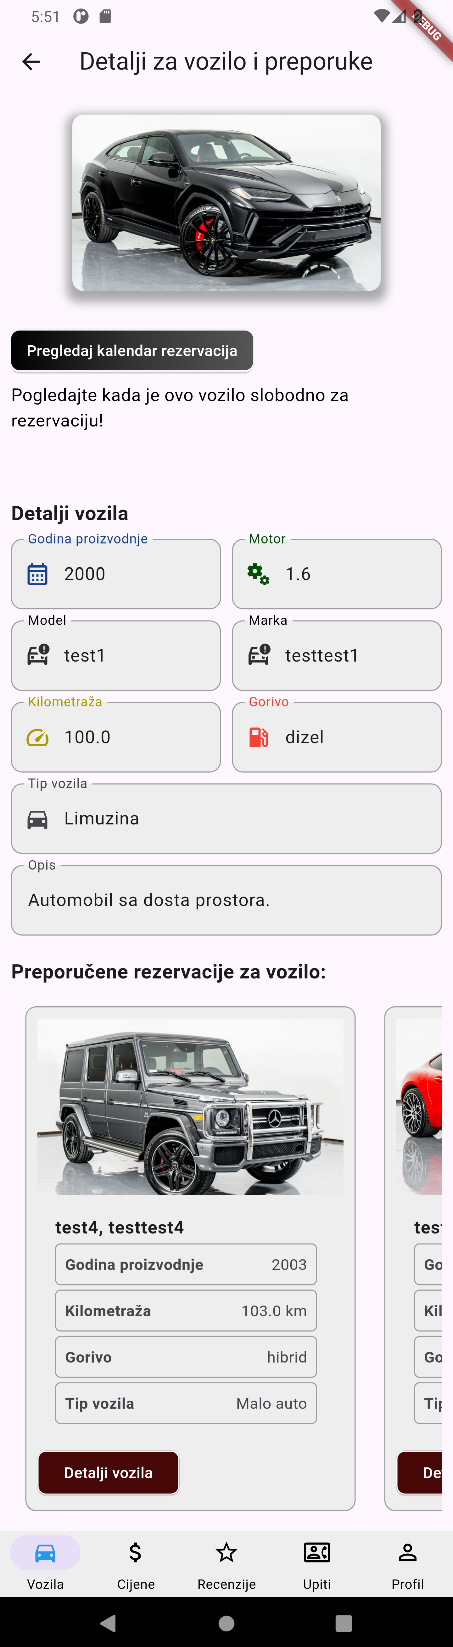 5:51
DEBUG
Detalji za vozilo i preporuke
Pregledaj kalendar rezervacija
Pogledajte kada je ovo vozilo slobodno za
rezervaciju!
Detalji vozila
Godina proizvodnje
2000
Motor
1.6
Model
test1
Marka
testtest1
Kilometraža
100.0
Gorivo
dizel
Tip vozila
Limuzina
Opis
Automobil sa dosta prostora.
Preporučene rezervacije za vozilo:
test4, testtest4
Godina proizvodnje 2003
Kilometraža 103.0 km
Gorivo hibrid
Tip vozila Malo auto
Detalji vozila
tes
Go
Kil
Go
Tip
De
Vozila
Cijene
Recenzije
Upiti
Profil